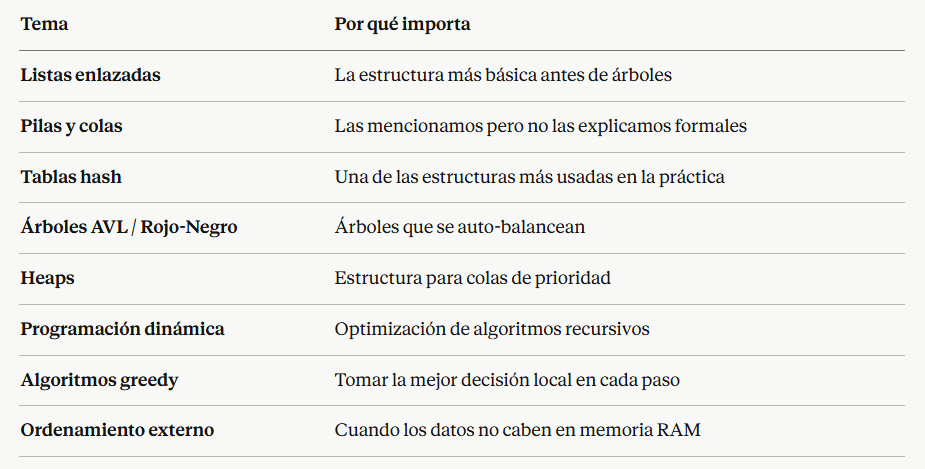 Tema Por qué importa
Listas enlazadas La estructura más básica antes de árboles
Pilas y colas Las mencionamos pero no las explicamos formales
Tablas hash Una de las estructuras más usadas en la práctica
Árboles AVL / Rojo-Negro Árboles que se auto-balancean
Heaps Estructura para colas de prioridad
Programación dinámica Optimización de algoritmos recursivos
Algoritmos greedy Tomar la mejor decisión local en cada paso
Ordenamiento externo Cuando los datos no caben en memoria RAM